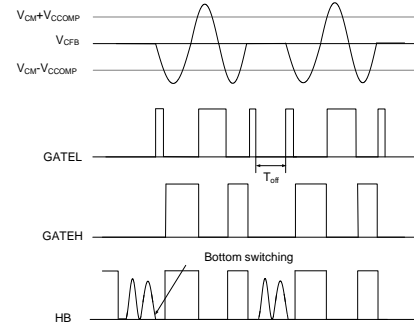 VCM+VCCOMP
VCFB
VCM-VCCOMP
GATEL
Toff
GATEH
Bottom switching
HB